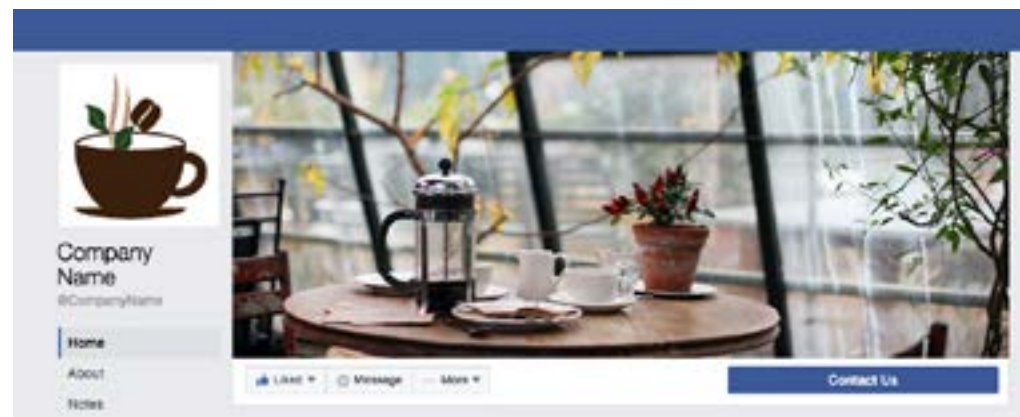 Company
Name
@CompanyName
Home
About
Notes
Liked
Message
More
Contact Us